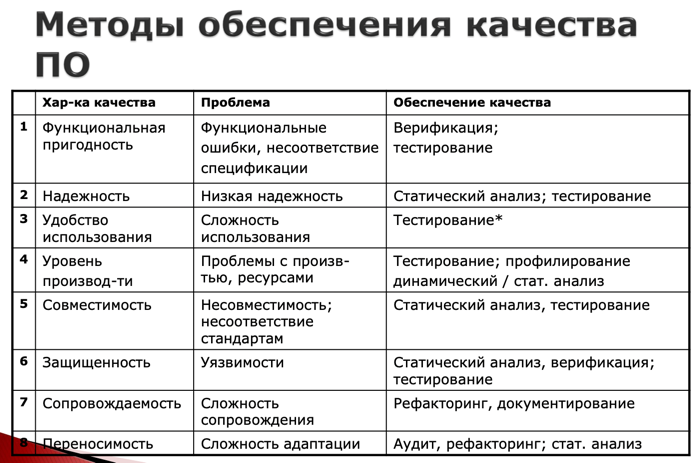 Методы обеспечения качества
ПО
Хар-ка качества Проблема Обеспечение качества
1 Функциональная пригодность Функциональные ошибки, несоответствие спецификации Верификация; тестирование
2 Надежность Низкая надежность Статический анализ; тестирование
3 Удобство использования Сложность использования Тестирование*
4 Уровень производ-ти Проблемы с произв-тью, ресурсами Тестирование; профилирование динамический / стат. анализ
5 Совместимость Несовместимость; несоответствие стандартам Статический анализ, тестирование
6 Защищенность Уязвимости Статический анализ, верификация; тестирование
7 Сопровождаемость Сложность сопровождения Рефакторинг, документирование
8 Переносимость Сложность адаптации Аудит, рефакторинг; стат. анализ